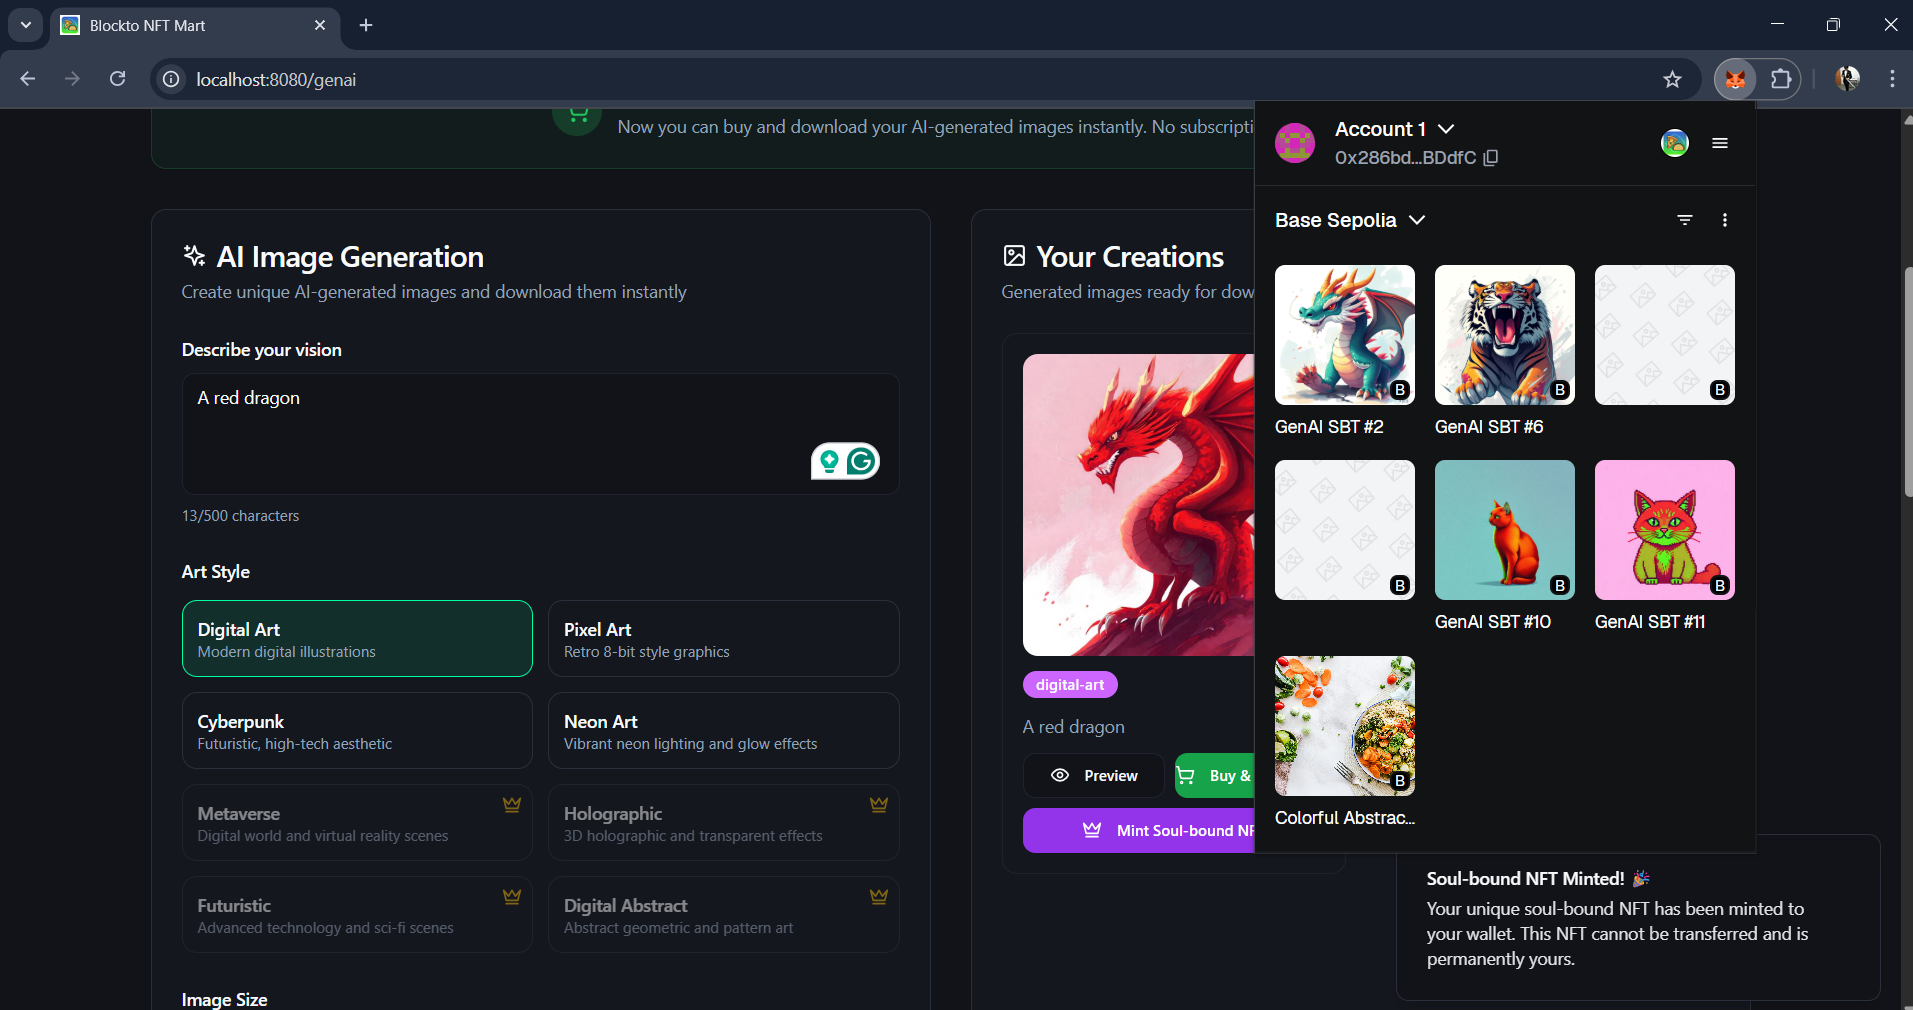 Blockto NFT Mart
localhost:8080/genai
Now you can buy and download your AI-generated images instantly. No subscripti
AI Image Generation
Create unique AI-generated images and download them instantly
Describe your vision
A red dragon
13/500 characters
Art Style
Digital Art
Modern digital illustrations
Pixel Art
Retro 8-bit style graphics
Cyberpunk
Futuristic, high-tech aesthetic
Neon Art
Vibrant neon lighting and glow effects
Metaverse
Digital world and virtual reality scenes
Holographic
3D holographic and transparent effects
Futuristic
Advanced technology and sci-fi scenes
Digital Abstract
Abstract geometric and pattern art
Image Size
Your Creations
Generated images ready for dow
digital-art
A red dragon
Preview
Buy &
Mint Soul-bound NF
Account 1
0x286bd...BDdfC
Base Sepolia
B
B
B
GenAI SBT #2
GenAI SBT #6
B
B
B
GenAI SBT #10
GenAI SBT #11
B
Colorful Abstrac...
Soul-bound NFT Minted! 🎉
Your unique soul-bound NFT has been minted to
your wallet. This NFT cannot be transferred and is
permanently yours.